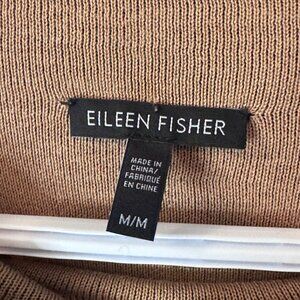 EILEEN FISHER
MADE IN
CHINA/
FABRIQUÉ
EN CHINE
M/M